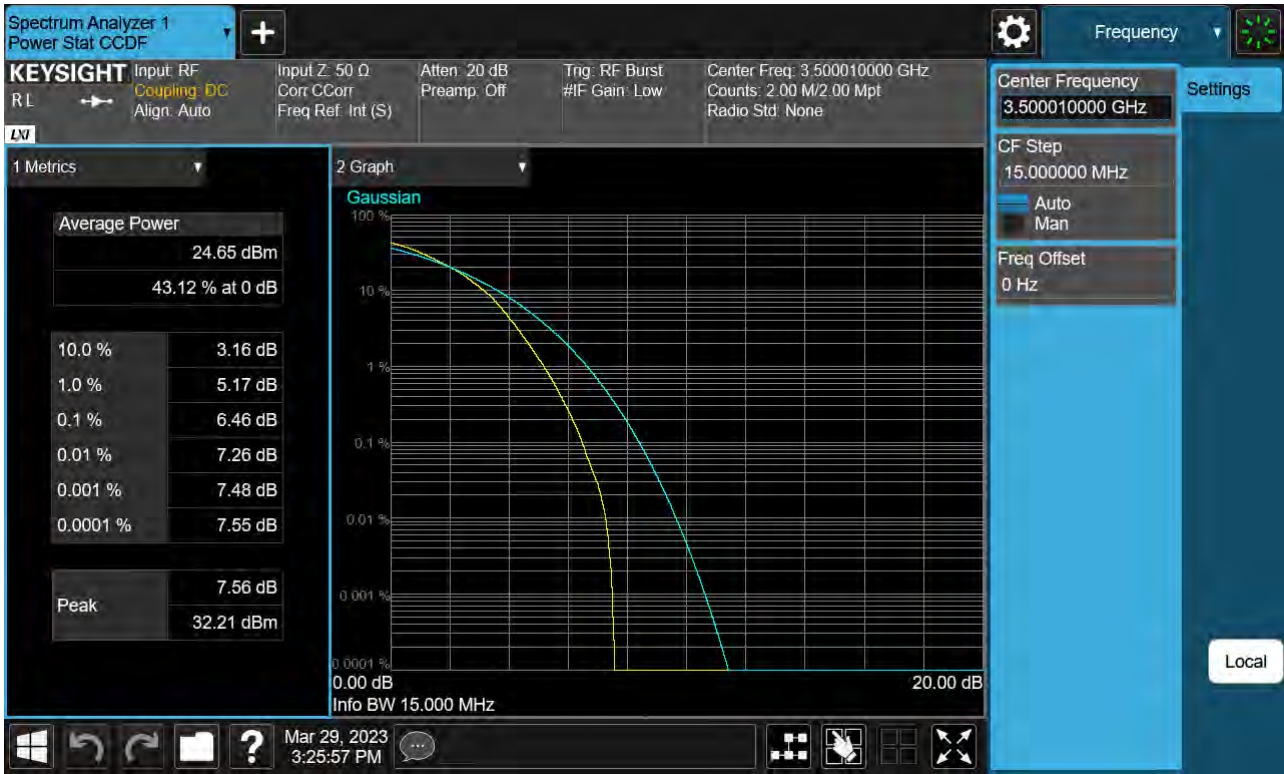 Spectrum Analyzer 1
Power Stat CCDF
Frequency
KEYSIGHT
RL
LXI
Input: RF
Coupling: DC
Align: Auto
Input Z: 50 Ω
Corr CCorr
Freq Ref: Int (S)
Atten: 20 dB
Preamp: Off
Trig: RF Burst
#IF Gain: Low
Center Freq: 3.500010000 GHz
Counts: 2.00 M/2.00 Mpt
Radio Std: None
Center Frequency
3.500010000 GHz
Settings
CF Step
15.000000 MHz
Auto
Man
Freq Offset
0 Hz
1 Metrics
Average Power
24.65 dBm
43.12 % at 0 dB
10.0 % 3.16 dB
1.0 % 5.17 dB
0.1 % 6.46 dB
0.01 % 7.26 dB
0.001 % 7.48 dB
0.0001 % 7.55 dB
Peak
7.56 dB
32.21 dBm
2 Graph
Gaussian
100 %
10 %
1 %
0.1 %
0.01 %
0.001 %
0.0001 %
0.00 dB 20.00 dB
Info BW 15.000 MHz
Local
?
Mar 29, 2023
3:25:57 PM